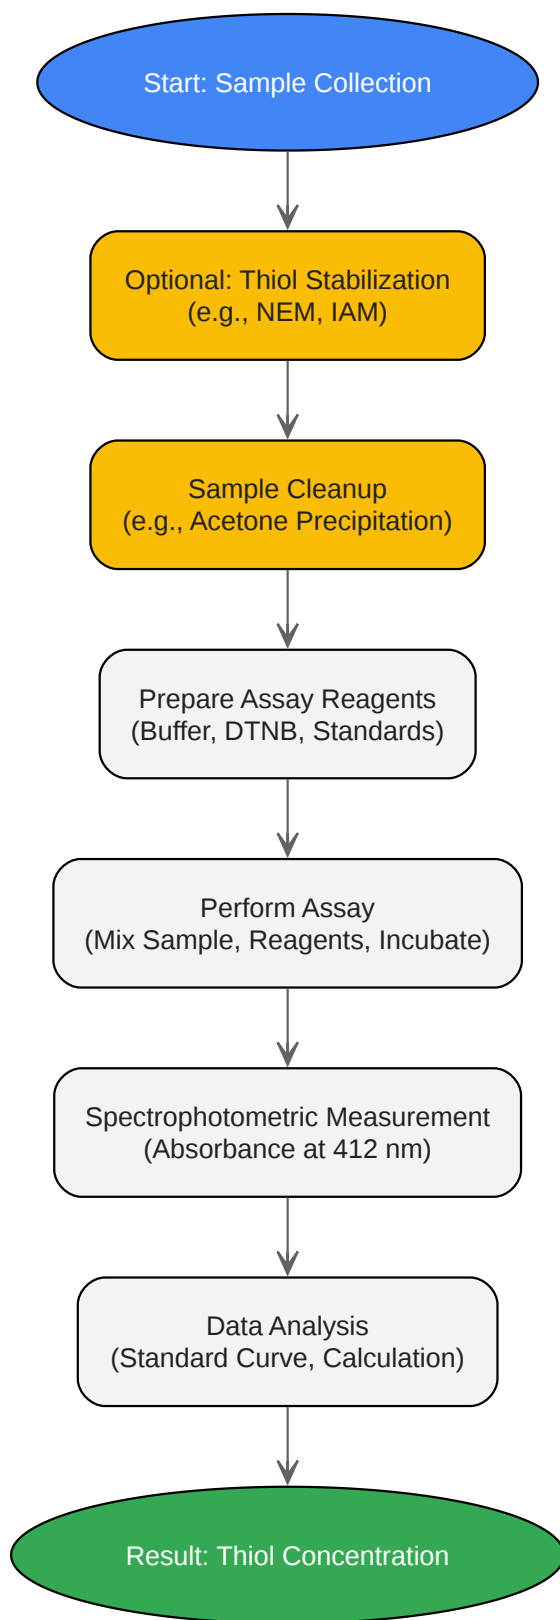 Start: Sample Collection
Optional: Thiol Stabilization
(e.g., NEM, IAM)
Sample Cleanup
(e.g., Acetone Precipitation)
Prepare Assay Reagents
(Buffer, DTNB, Standards)
Perform Assay
(Mix Sample, Reagents, Incubate)
Spectrophotometric Measurement
(Absorbance at 412 nm)
Data Analysis
(Standard Curve, Calculation)
Result: Thiol Concentration